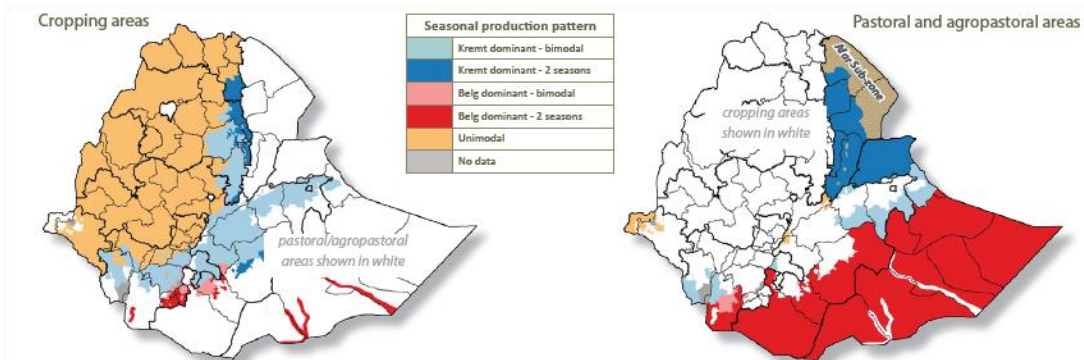 Cropping areas
Seasonal production pattern
Kremt dominant - bimodal
Kremt dominant - 2 seasons
Belg dominant - bimodal
Belg dominant - 2 seasons
Unimodal
No data
pastoral/agropastoral
areas shown in white
Pastoral and agropastoral areas
Afar Sub-zone
cropping areas
shown in white